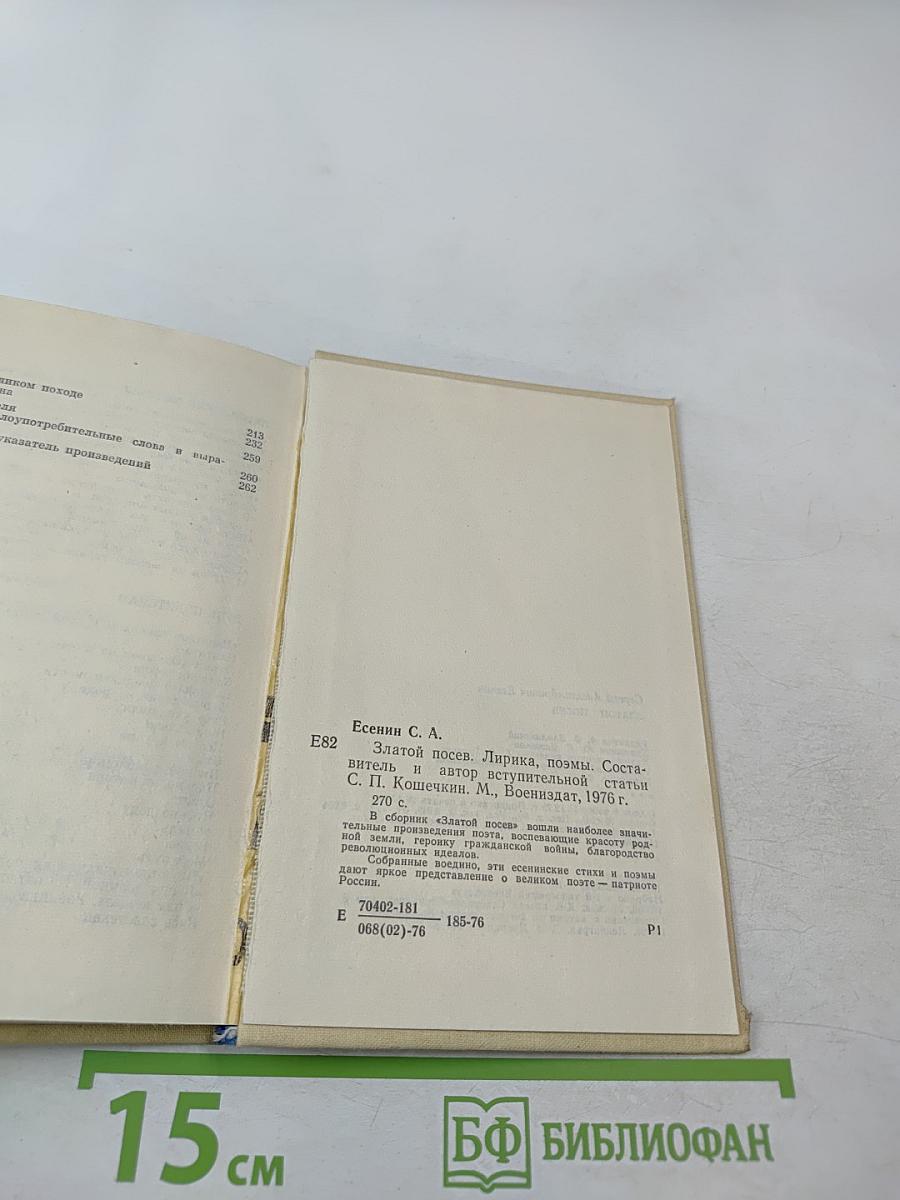 ком походе
на
213
232
лоупотребительные слова и выра-
259
указатель произведений
260
262
Есенин С. А.
Е82
Златой посев. Лирика, поэмы. Соста-
витель и автор вступительной статьи
С. П. Кошечкин. М., Воениздат, 1976 г.
270 с.
В сборник «Златой посев» вошли наиболее значи-
тельные произведения поэта, воспевающие красоту род-
ной земли, героику гражданской войны, благородство
революционных идеалов.
Собранные воедино, эти есенинские стихи и поэмы
дают яркое представление о великом поэте — патриоте
России.
Е 70402-181 185-76
068(02)-76
Р1
15 см
БФ БИБЛИОФАН